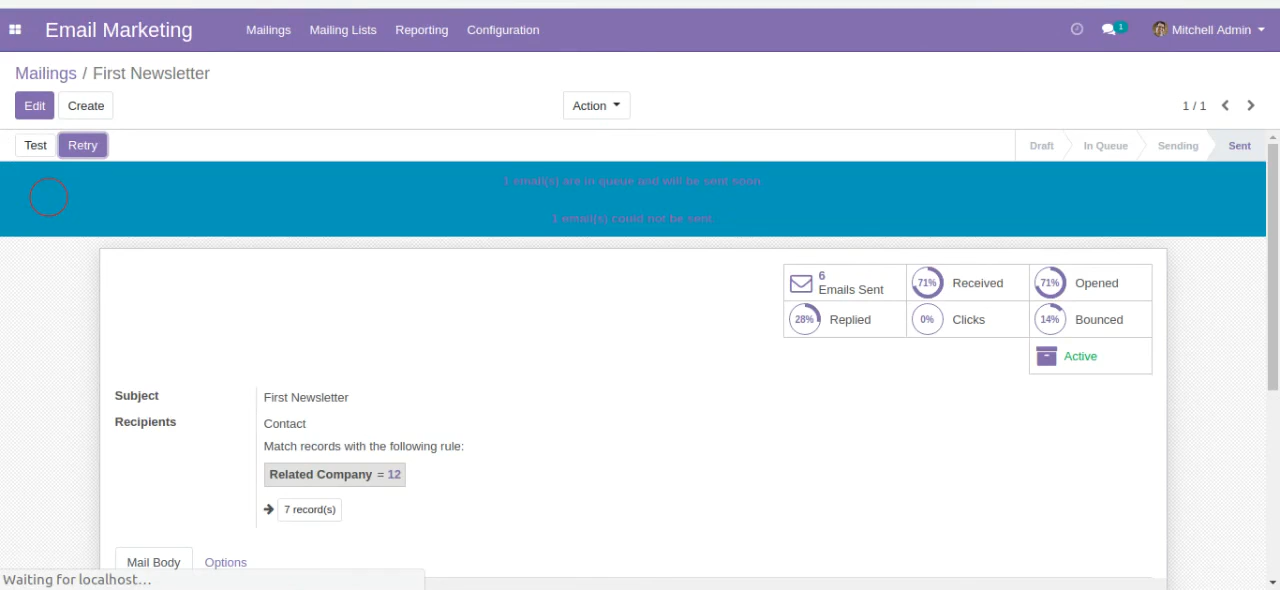 Email Marketing Mailings Mailing Lists Reporting Configuration 1 Mitchell Admin
Mailings / First Newsletter
Edit Create Action 1 / 1
Test Retry Draft In Queue Sending Sent
1 email(s) are in queue and will be sent soon.
1 email(s) could not be sent.
6
Emails Sent 71% Received 71% Opened
28% Replied 0% Clicks 14% Bounced
Active
Subject First Newsletter
Recipients Contact
Match records with the following rule:
Related Company = 12
7 record(s)
Mail Body Options
Waiting for localhost...